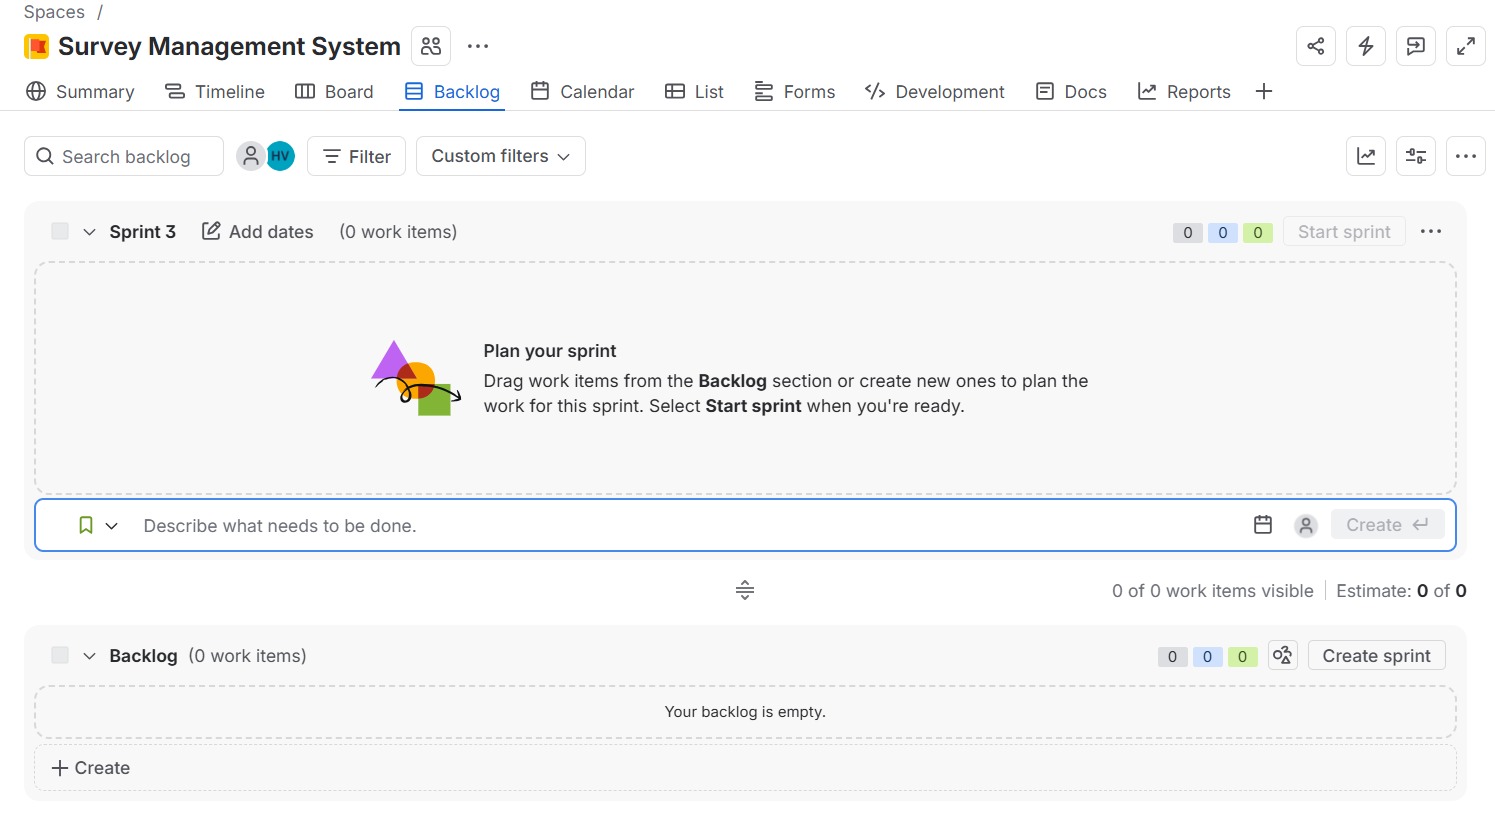 Spaces /
Survey Management System
Summary Timeline Board Backlog Calendar List Forms Development Docs Reports
Search backlog HV Filter Custom filters
Sprint 3 Add dates (0 work items) 0 0 0 Start sprint
Plan your sprint
Drag work items from the Backlog section or create new ones to plan the
work for this sprint. Select Start sprint when you're ready.
Describe what needs to be done. Create
0 of 0 work items visible Estimate: 0 of 0
Backlog (0 work items) 0 0 0 Create sprint
Your backlog is empty.
Create